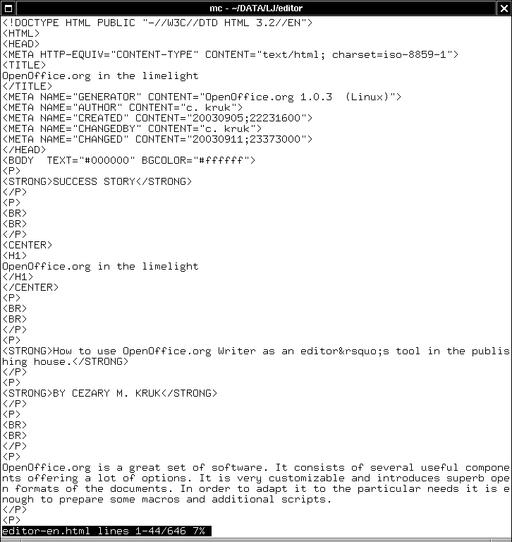 mc - ~/DATA/LJ/editor
<!DOCTYPE HTML PUBLIC "-//W3C//DTD HTML 3.2//EN">
<HTML>
<HEAD>
<META HTTP-EQUIV="CONTENT-TYPE" CONTENT="text/html; charset=iso-8859-1">
<TITLE>
OpenOffice.org in the limelight
</TITLE>
<META NAME="GENERATOR" CONTENT="OpenOffice.org 1.0.3  (Linux)">
<META NAME="AUTHOR" CONTENT="c. kruk">
<META NAME="CREATED" CONTENT="20030905;22231600">
<META NAME="CHANGEDBY" CONTENT="c. kruk">
<META NAME="CHANGED" CONTENT="20030911;23373000">
</HEAD>
<BODY  TEXT="#000000" BGCOLOR="#ffffff">
<P>
<STRONG>SUCCESS STORY</STRONG>
</P>
<P>
<BR>
<BR>
</P>
<CENTER>
<H1>
OpenOffice.org in the limelight
</H1>
</CENTER>
<P>
<BR>
<BR>
</P>
<P>
<STRONG>How to use OpenOffice.org Writer as an editor&rsquo;s tool in the publis
hing house.</STRONG>
</P>
<P>
<STRONG>BY CEZARY M. KRUK</STRONG>
</P>
<P>
<BR>
<BR>
</P>
<P>
OpenOffice.org is a great set of software. It consists of several useful compone
nts offering a lot of options. It is very customizable and introduces superb ope
n formats of the documents. In order to adapt it to the particular needs it is e
nough to prepare some macros and additional scripts.
</P>
<P>
editor-en.html lines 1-44/646 7%